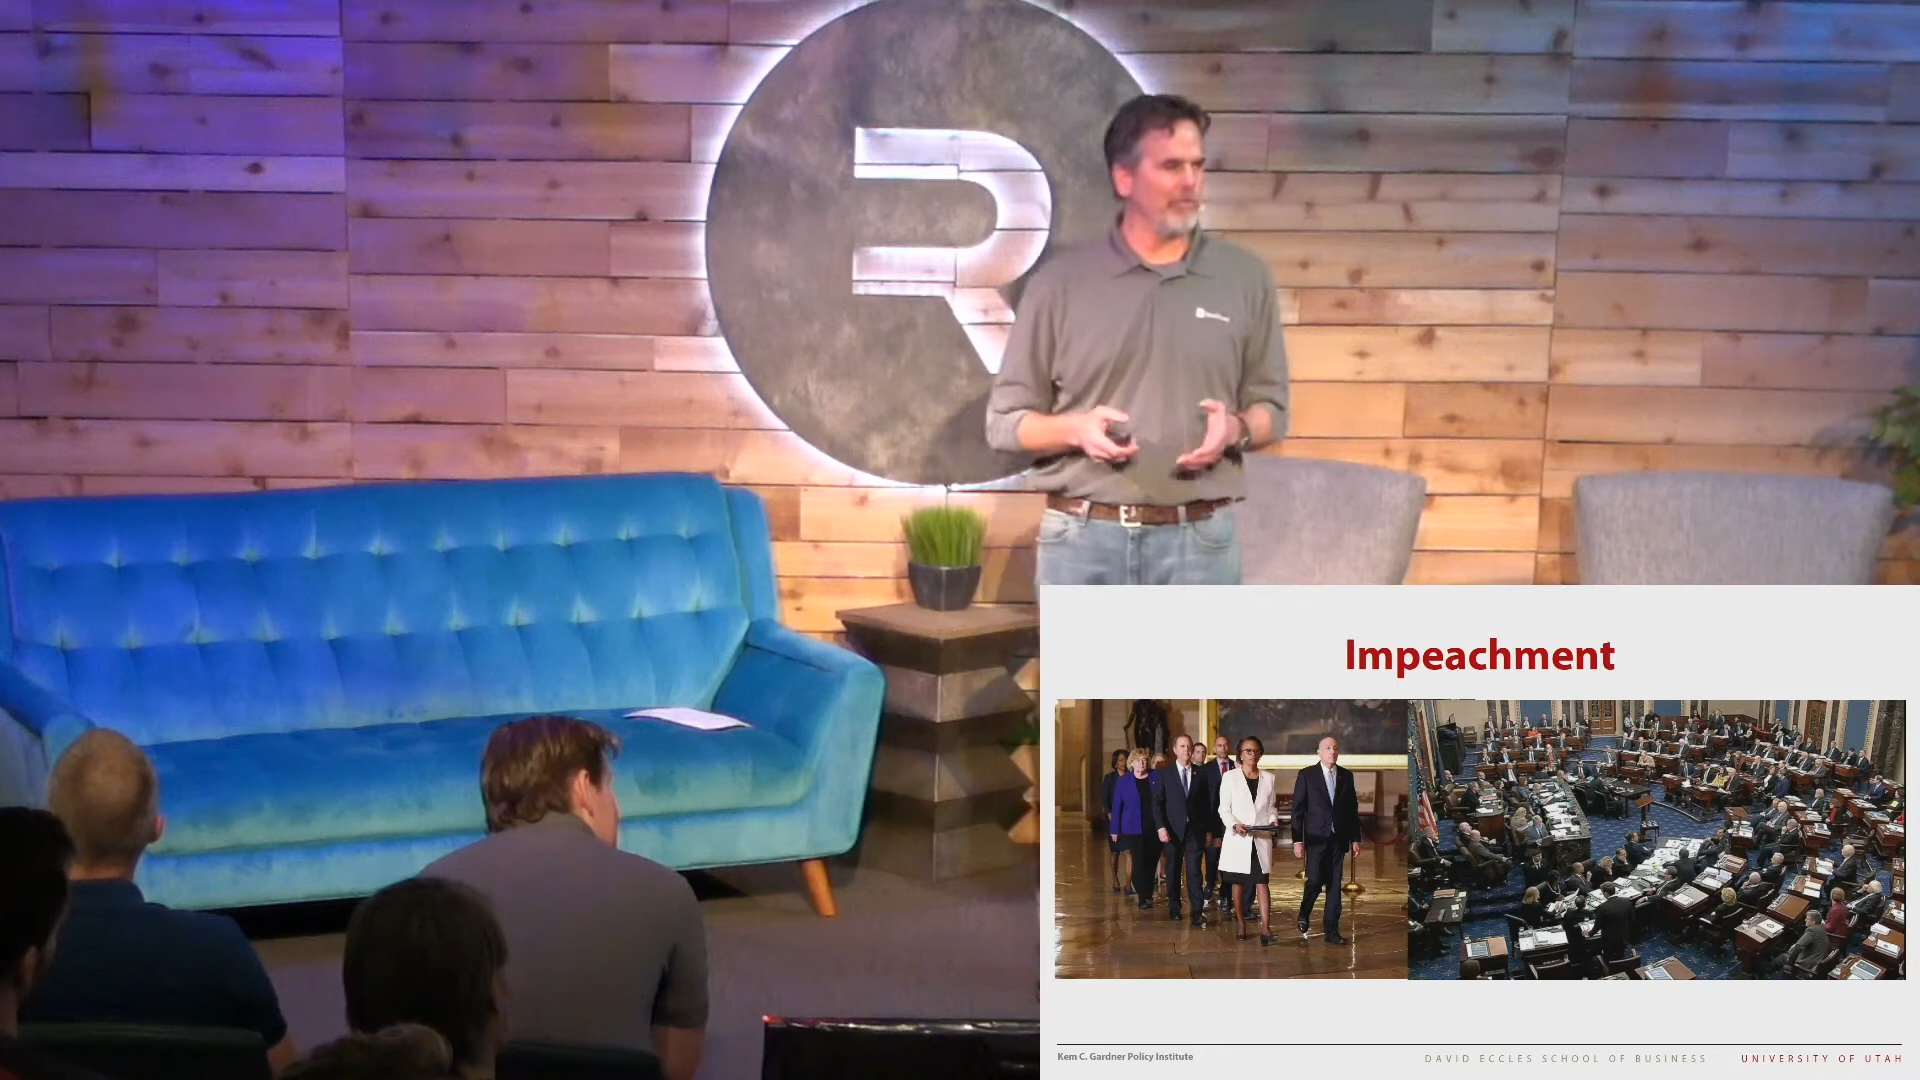 R
Impeachment
Kem C. Gardner Policy Institute
DAVID ECCLES SCHOOL OF BUSINESS
UNIVERSITY OF UTAH